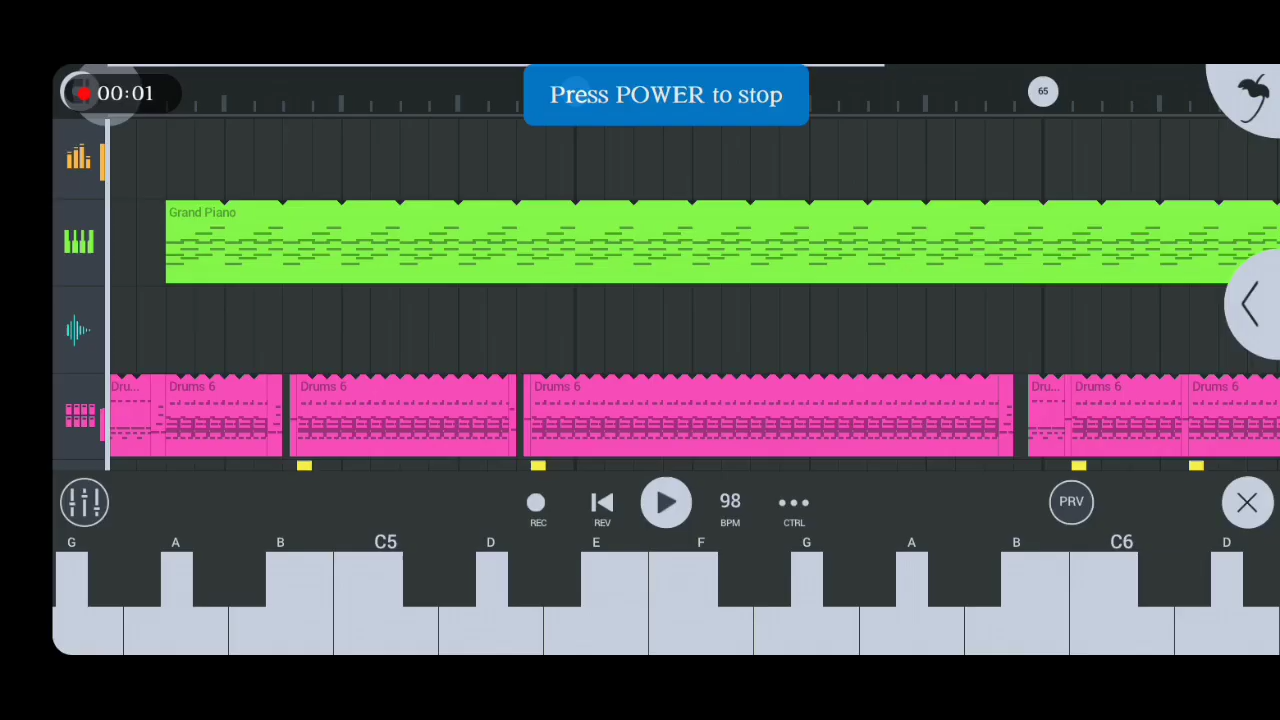 00:01
Press POWER to stop
65
Grand Piano
Dru...
Drums 6
Drums 6
Drums 6
Dru...
Drums 6
Drums 6
98
PRV
REC
REV
BPM
CTRL
G
A
B
C5
D
E
F
G
A
B
C6
D